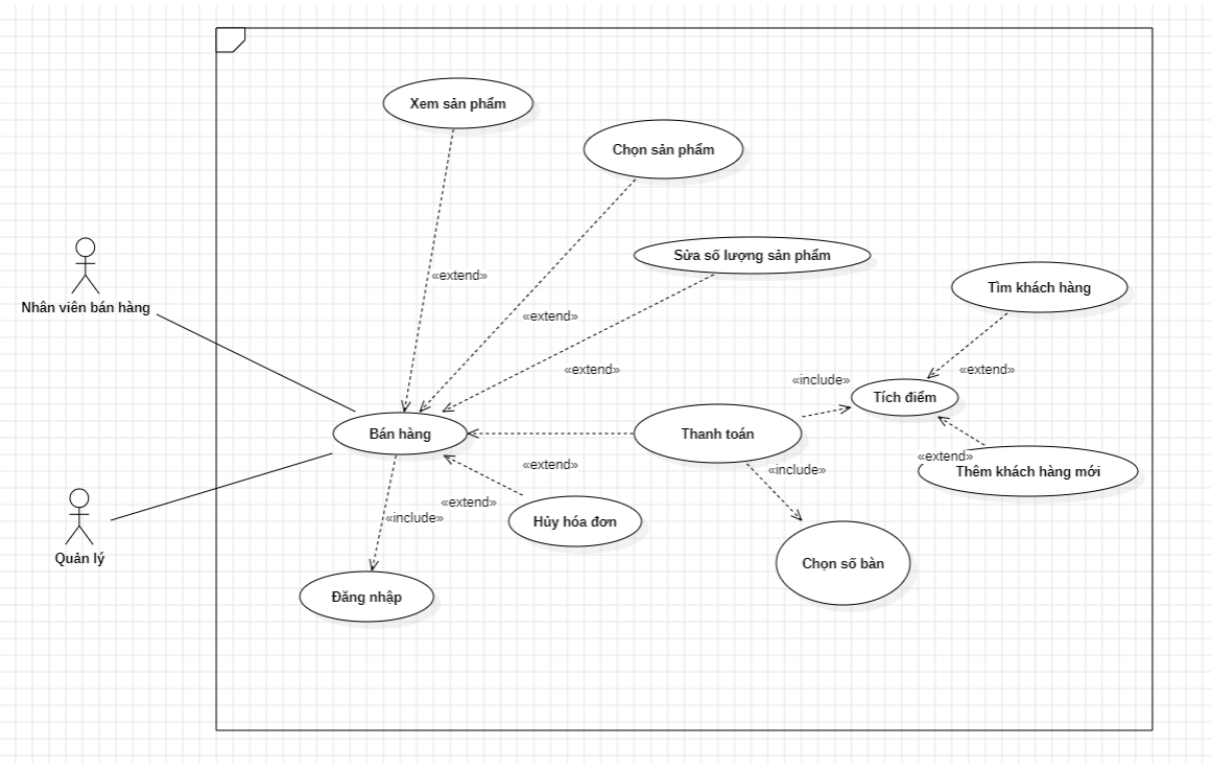 Xem sản phẩm
Chọn sản phẩm
Sửa số lượng sản phẩm
«extend»
Tìm khách hàng
Nhân viên bán hàng
«extend»
«extend»
«extend»
«include»
Tích điểm
Bán hàng
Thanh toán
«extend»
«extend»
«include»
Thêm khách hàng mới
«extend»
«include»
Hủy hóa đơn
Quản lý
Chọn số bàn
Đăng nhập